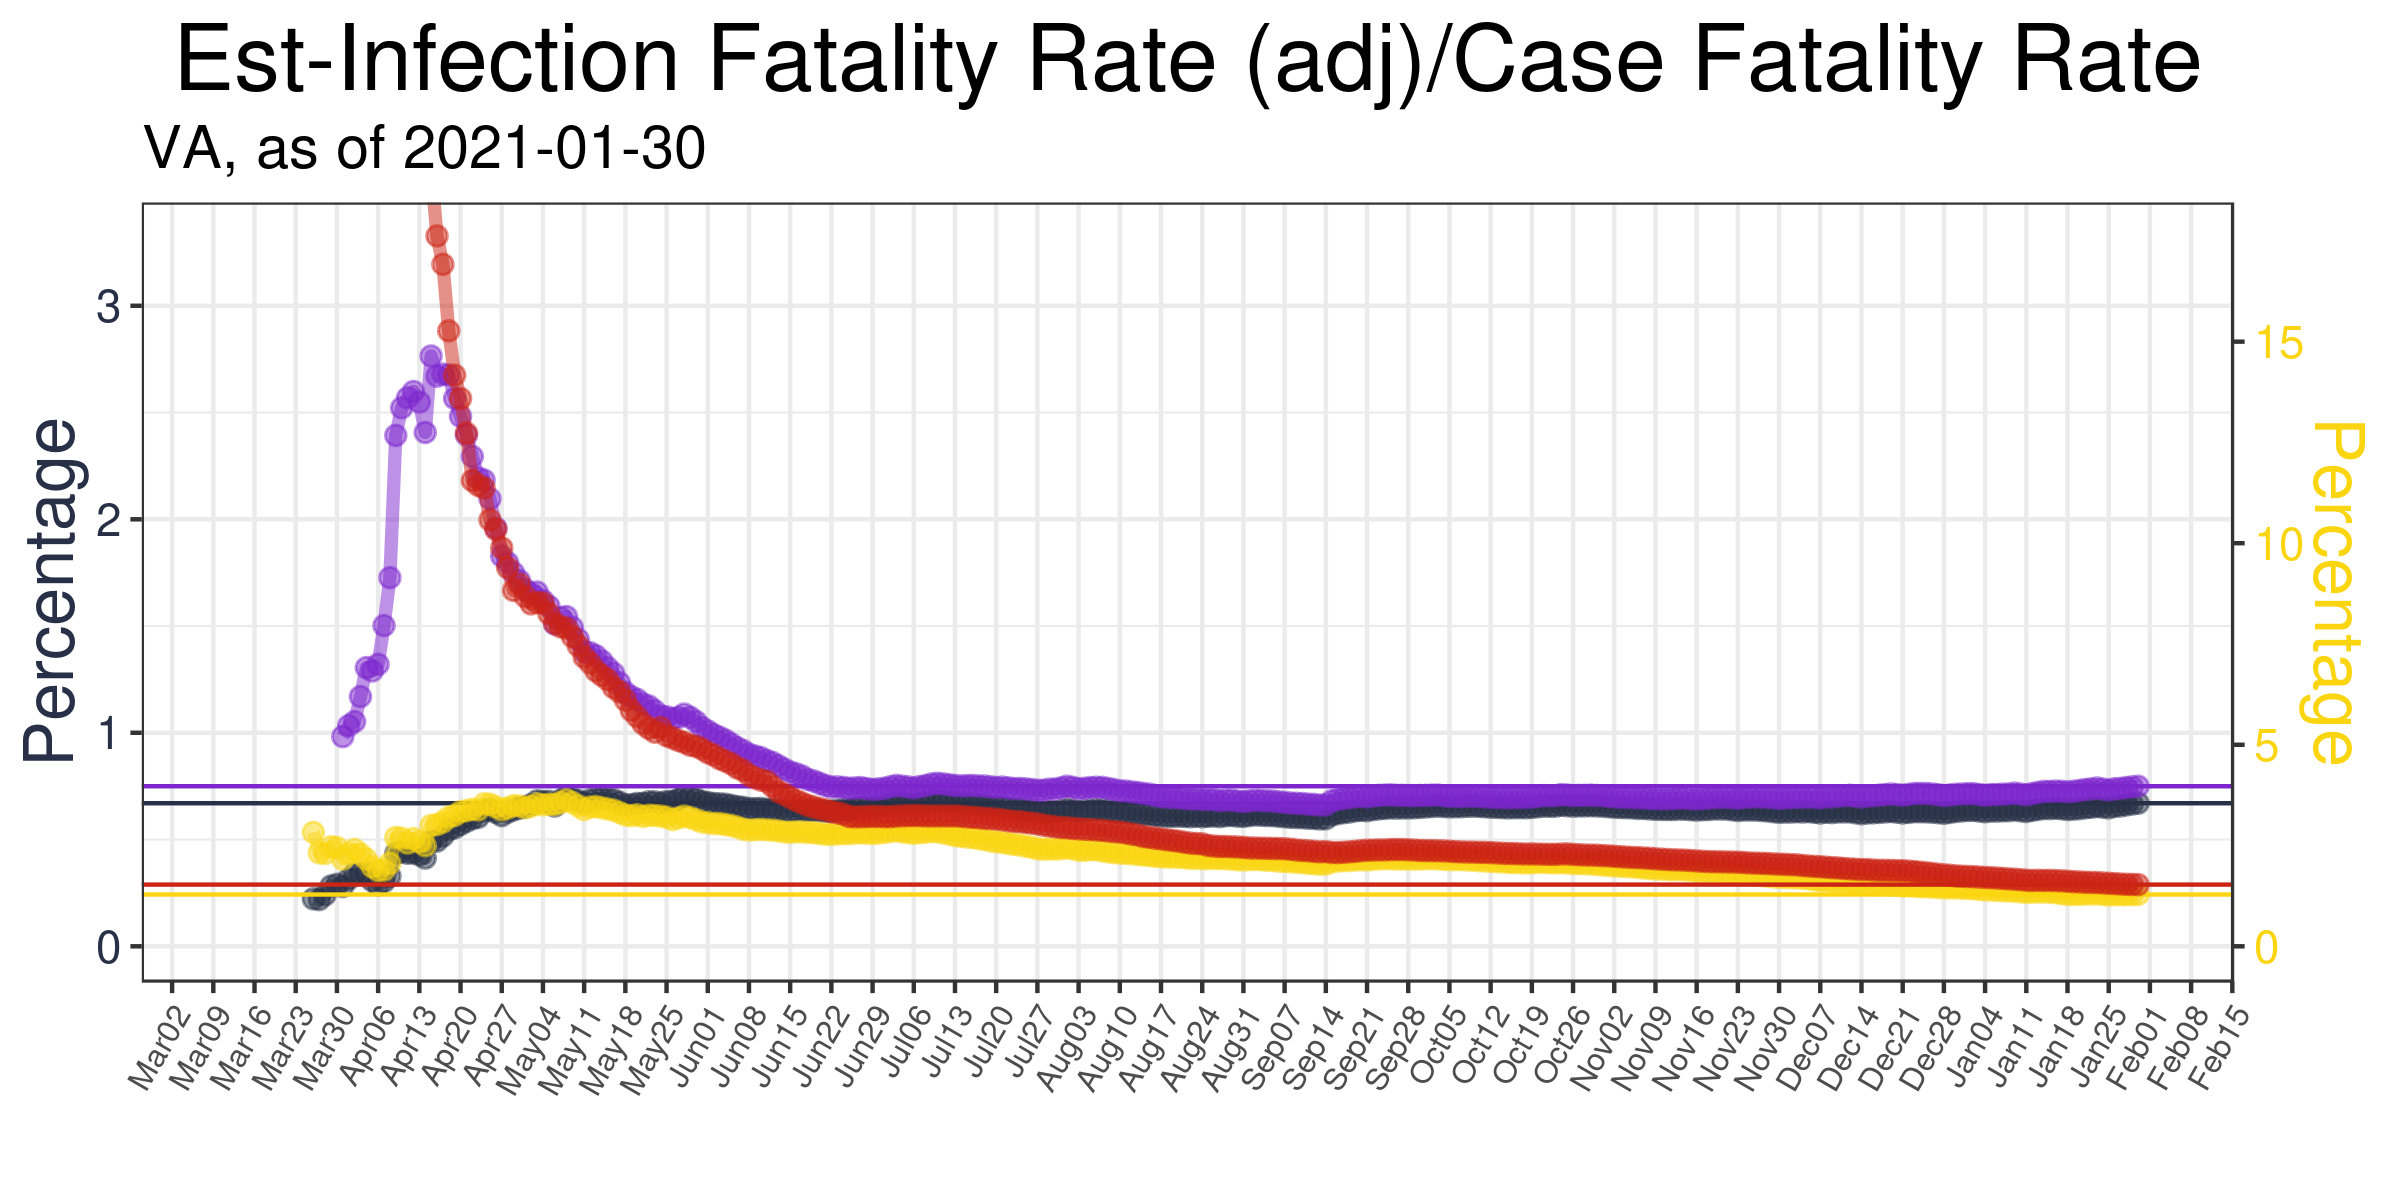 Est-Infection Fatality Rate (adj)/Case Fatality Rate
VA, as of 2021-01-30
Percentage
3
2
1
0
15
10
5
0
Percentage
Mar02
Mar09
Mar16
Mar23
Mar30
Apr06
Apr13
Apr20
Apr27
May04
May11
May18
May25
Jun01
Jun08
Jun15
Jun22
Jun29
Jul06
Jul13
Jul20
Jul27
Aug03
Aug10
Aug17
Aug24
Aug31
Sep07
Sep14
Sep21
Sep28
Oct05
Oct12
Oct19
Oct26
Nov02
Nov09
Nov16
Nov23
Nov30
Dec07
Dec14
Dec21
Dec28
Jan04
Jan11
Jan18
Jan25
Feb01
Feb08
Feb15